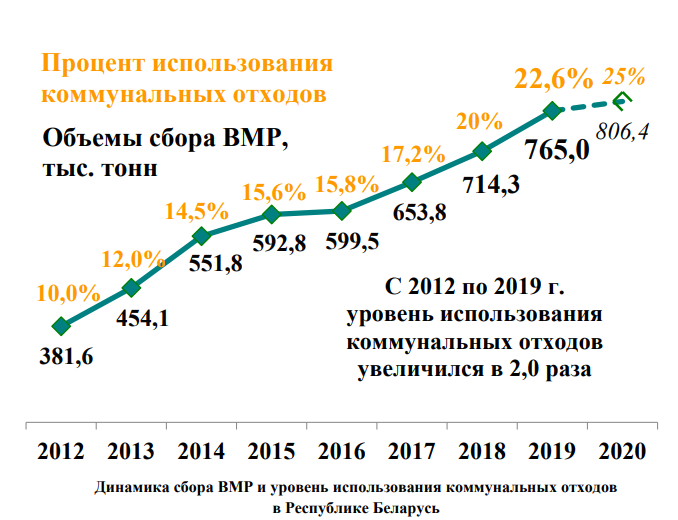 Процент использования
коммунальных отходов
Объемы сбора ВМР,
тыс. тонн
10,0%
12,0%
14,5%
15,6%
15,8%
17,2%
20%
22,6%
25%
381,6
454,1
551,8
592,8
599,5
653,8
714,3
765,0
806,4
С 2012 по 2019 г.
уровень использования
коммунальных отходов
увеличился в 2,0 раза
2012 2013 2014 2015 2016 2017 2018 2019 2020
Динамика сбора ВМР и уровень использования коммунальных отходов
в Республике Беларусь